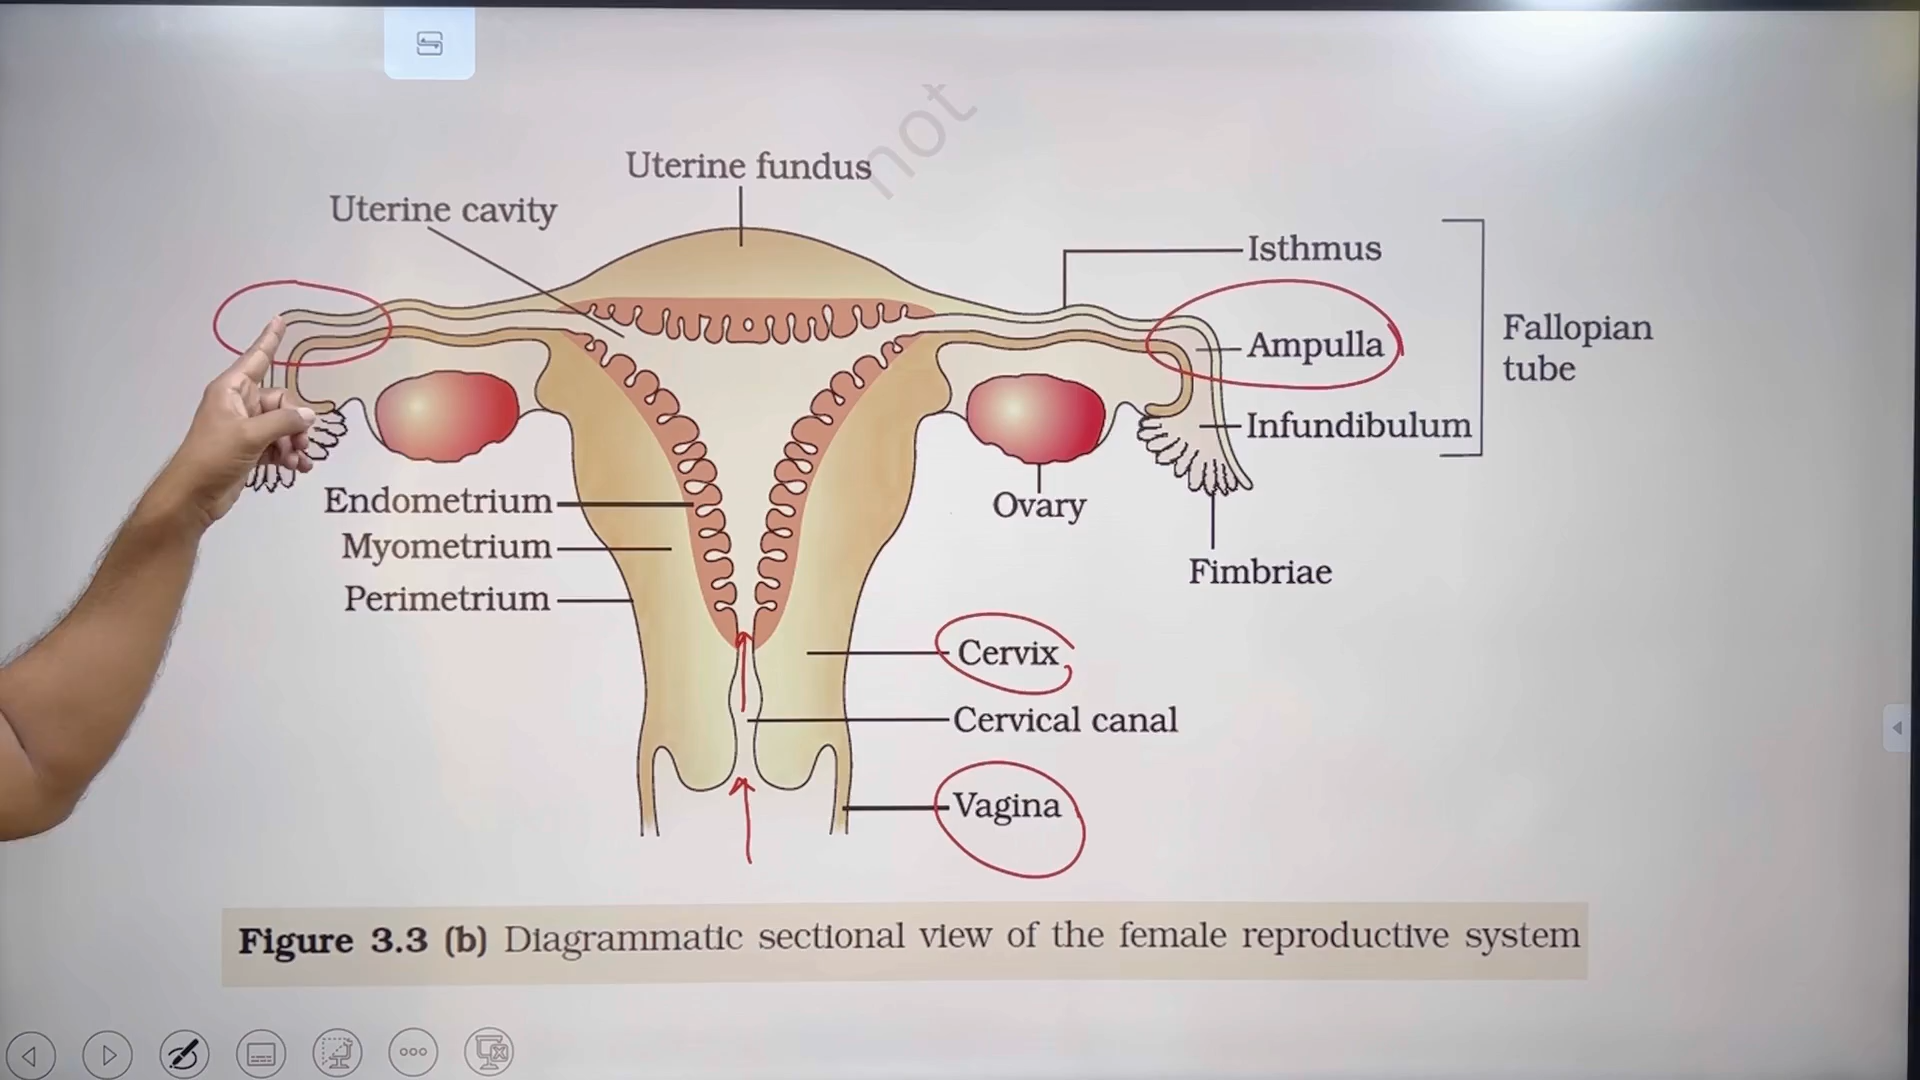 not
Uterine fundus
Uterine cavity
Isthmus
Ampulla
Fallopian
tube
Infundibulum
Endometrium
Ovary
Myometrium
Fimbriae
Perimetrium
Cervix
Cervical canal
Vagina
Figure 3.3 (b) Diagrammatic sectional view of the female reproductive system